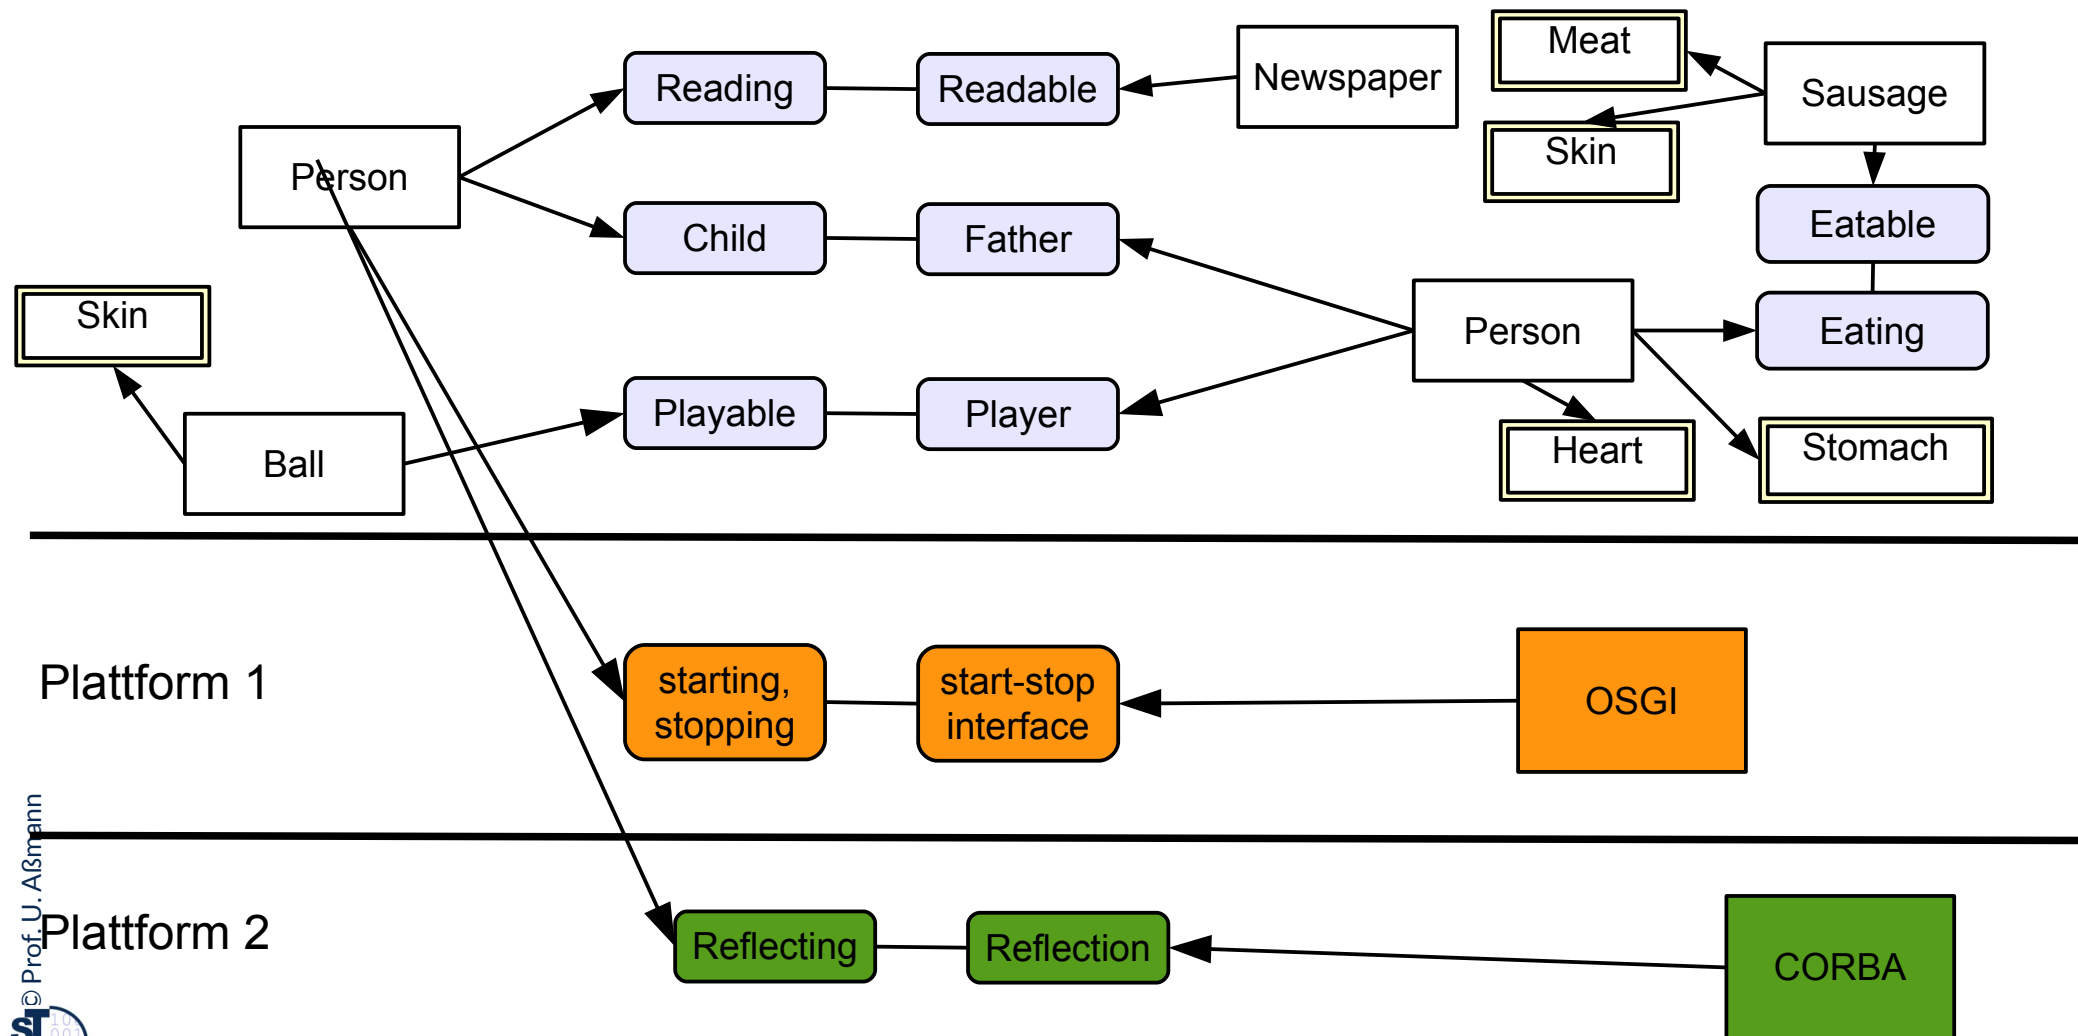 Meat
Reading
Readable
Newspaper
Sausage
Skin
Person
Child
Father
Eatable
Skin
Person
Eating
Playable
Player
Ball
Heart
Stomach
Plattform 1
starting,
stopping
start-stop
interface
OSGI
Plattform 2
Reflecting
Reflection
CORBA
© Prof. U. Aßmann
ST